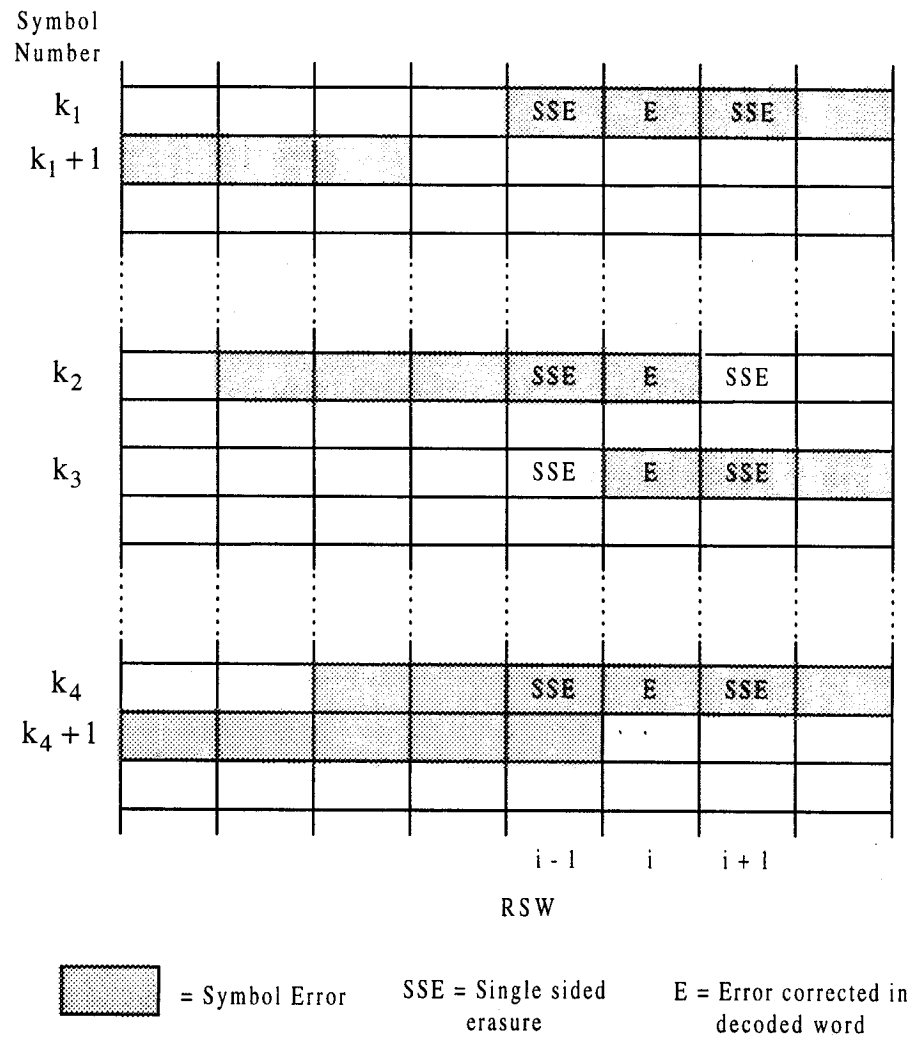 Symbol
Number
k₁ SSE E SSE
k₁ + 1
k₂ SSE E SSE
k₃ SSE E SSE
k₄ SSE E SSE
k₄ + 1
i - 1 i i + 1
RSW
= Symbol Error
SSE = Single sided
erasure
E = Error corrected in
decoded word